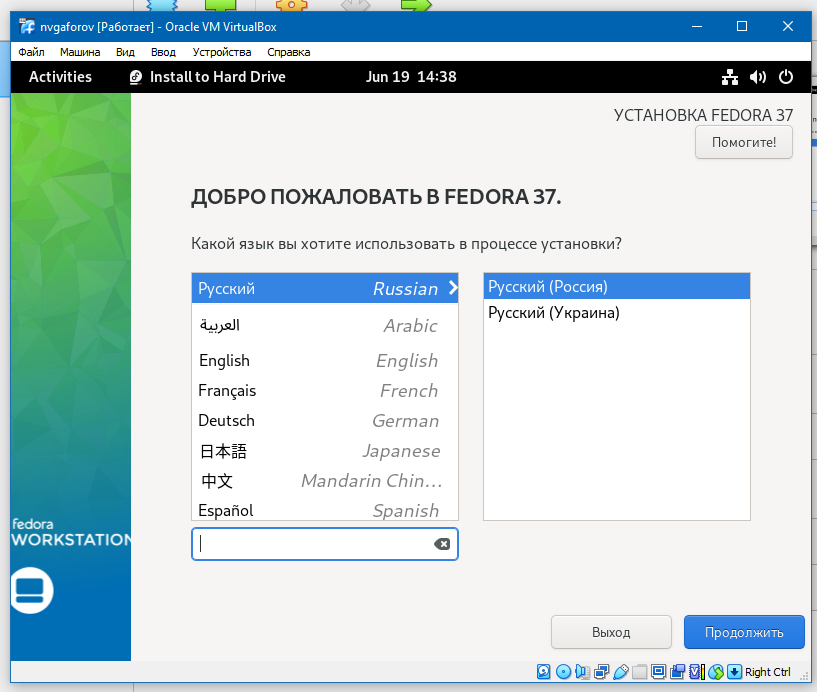 nvgaforov [Работает] - Oracle VM VirtualBox
Файл Машина Вид Ввод Устройства Справка
Activities Install to Hard Drive Jun 19 14:38
УСТАНОВКА FEDORA 37
Помогите!
ДОБРО ПОЖАЛОВАТЬ В FEDORA 37.
Какой язык вы хотите использовать в процессе установки?
Русский Russian
العربية Arabic
English English
Français French
Deutsch German
日本語 Japanese
中文 Mandarin Chin...
Español Spanish
Русский (Россия)
Русский (Украина)
fedora
WORKSTATION
Выход Продолжить
Right Ctrl